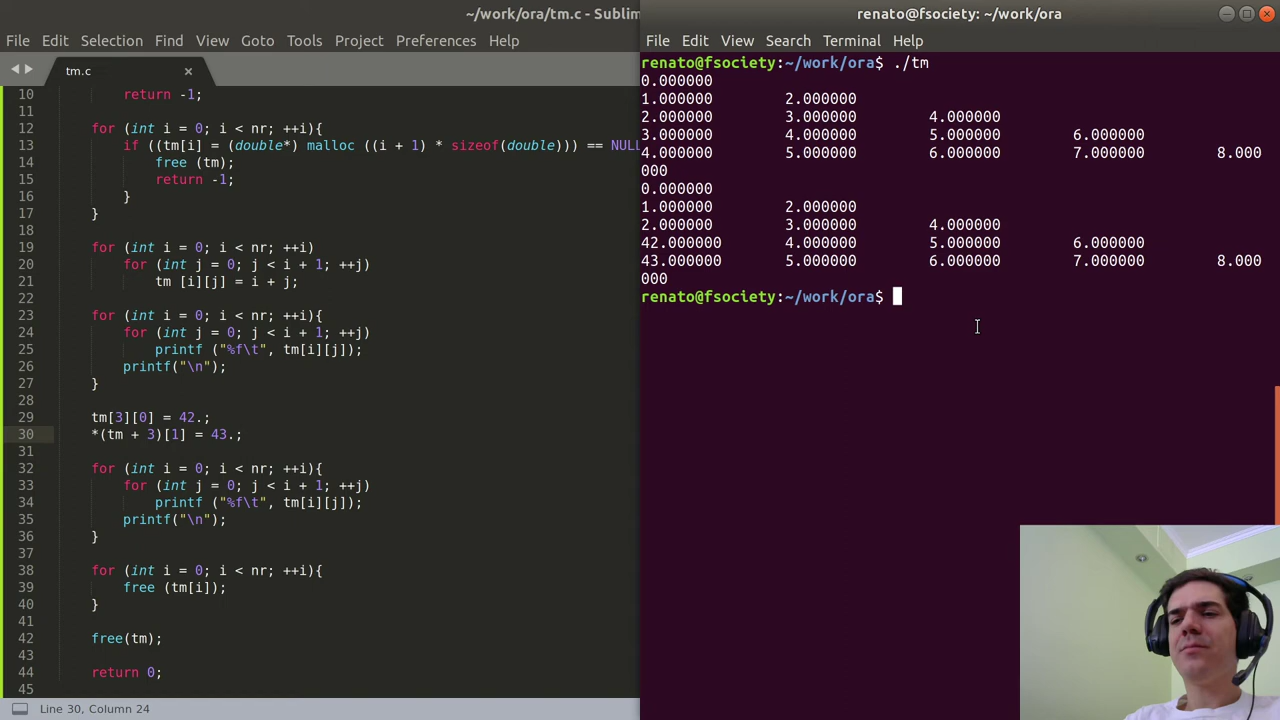 ~/work/ora/tm.c - Sublim
File Edit Selection Find View Goto Tools Project Preferences Help
tm.c ×
10 return -1;
11
12 for (int i = 0; i < nr; ++i){
13 if ((tm[i] = (double*) malloc ((i + 1) * sizeof(double))) == NULL
14 free (tm);
15 return -1;
16 }
17 }
18
19 for (int i = 0; i < nr; ++i)
20 for (int j = 0; j < i + 1; ++j)
21 tm [i][j] = i + j;
22
23 for (int i = 0; i < nr; ++i){
24 for (int j = 0; j < i + 1; ++j)
25 printf ("%f\t", tm[i][j]);
26 printf("\n");
27 }
28
29 tm[3][0] = 42.;
30 *(tm + 3)[1] = 43.;
31
32 for (int i = 0; i < nr; ++i){
33 for (int j = 0; j < i + 1; ++j)
34 printf ("%f\t", tm[i][j]);
35 printf("\n");
36 }
37
38 for (int i = 0; i < nr; ++i){
39 free (tm[i]);
40 }
41
42 free(tm);
43
44 return 0;
45
Line 30, Column 24
renato@fsociety: ~/work/ora
File Edit View Search Terminal Help
renato@fsociety:~/work/ora$ ./tm
0.000000
1.000000 2.000000
2.000000 3.000000 4.000000
3.000000 4.000000 5.000000 6.000000
4.000000 5.000000 6.000000 7.000000 8.000
000
0.000000
1.000000 2.000000
2.000000 3.000000 4.000000
42.000000 4.000000 5.000000 6.000000
43.000000 5.000000 6.000000 7.000000 8.000
000
renato@fsociety:~/work/ora$